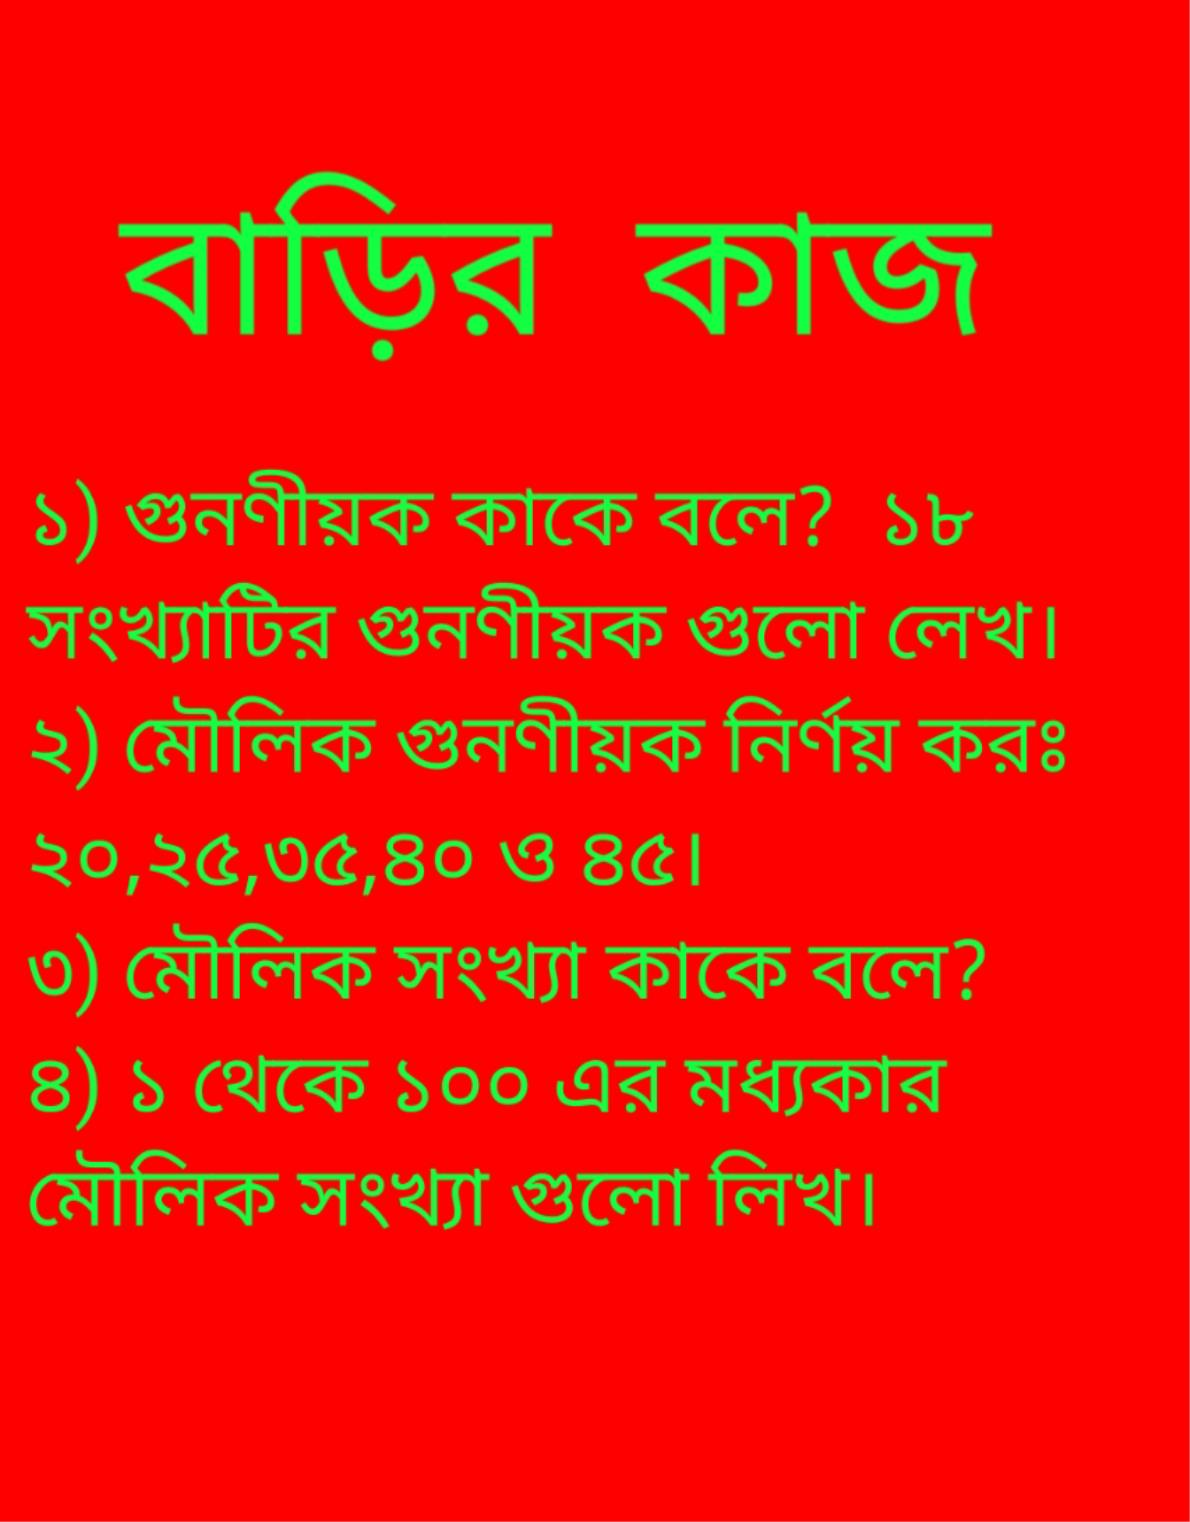 বাড়ির কাজ
১) গুনণীয়ক কাকে বলে? ১৮
সংখ্যাটির গুনণীয়ক গুলো লেখ।
২) মৌলিক গুনণীয়ক নির্ণয় করঃ
২০,২৫,৩৫,৪০ ও ৪৫।
৩) মৌলিক সংখ্যা কাকে বলে?
৪) ১ থেকে ১০০ এর মধ্যকার
মৌলিক সংখ্যা গুলো লিখ।